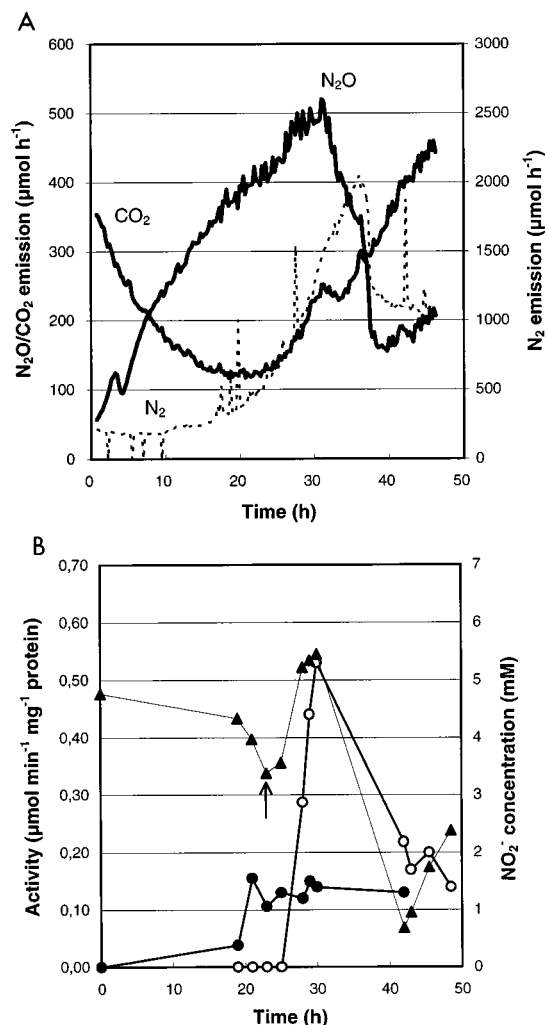 A
N₂O/CO₂ emission (µmol h⁻¹)
600
500
400
300
200
100
0
N₂O
CO₂
N₂
3000
2500
2000
1500
1000
500
0
N₂ emission (µmol h⁻¹)
0 10 20 30 40 50
Time (h)
B
Activity (µmol min⁻¹ mg⁻¹ protein)
0,70
0,60
0,50
0,40
0,30
0,20
0,10
0,00
7
6
5
4
3
2
1
0
NO₂⁻ concentration (mM)
0 10 20 30 40 50
Time (h)